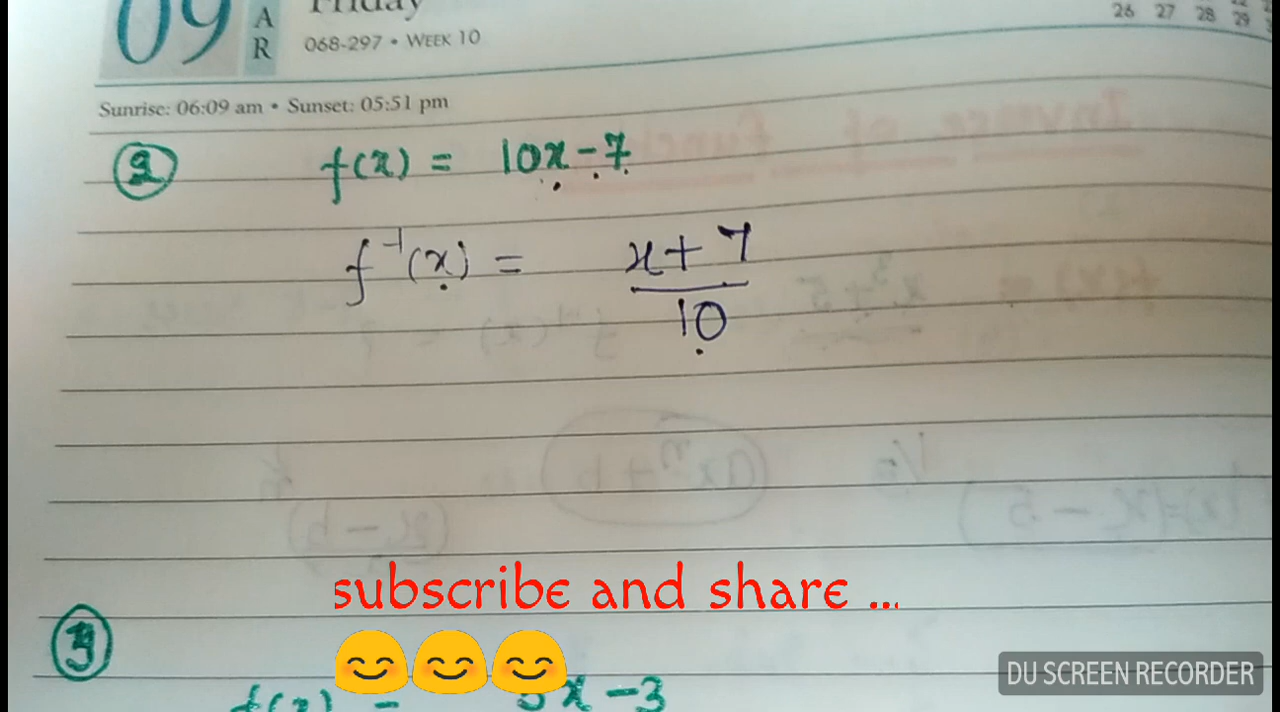 09
A
R
Friday
068-297 • WEEK 10
26 27 28 29
Sunrise: 06:09 am • Sunset: 05:51 pm
2 f(x) = 10x-7
f⁻¹(x) = x+7
10
subscribe and share ...
😊😊😊
3
f(x) = 5x-3
DU SCREEN RECORDER